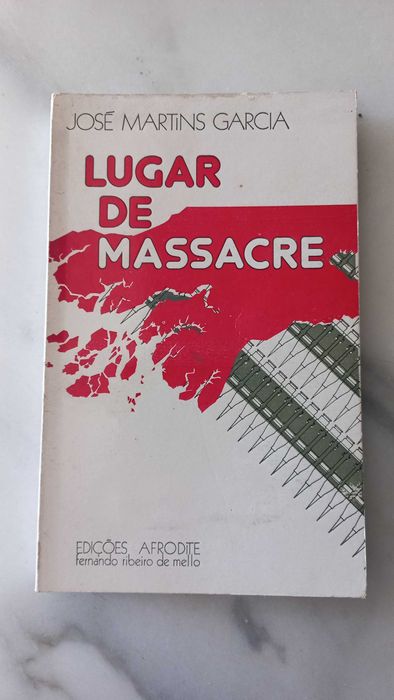 JOSÉ MARTINS GARCIA
LUGAR
DE
MASSACRE
EDIÇÕES AFRODITE
fernando ribeiro de mello